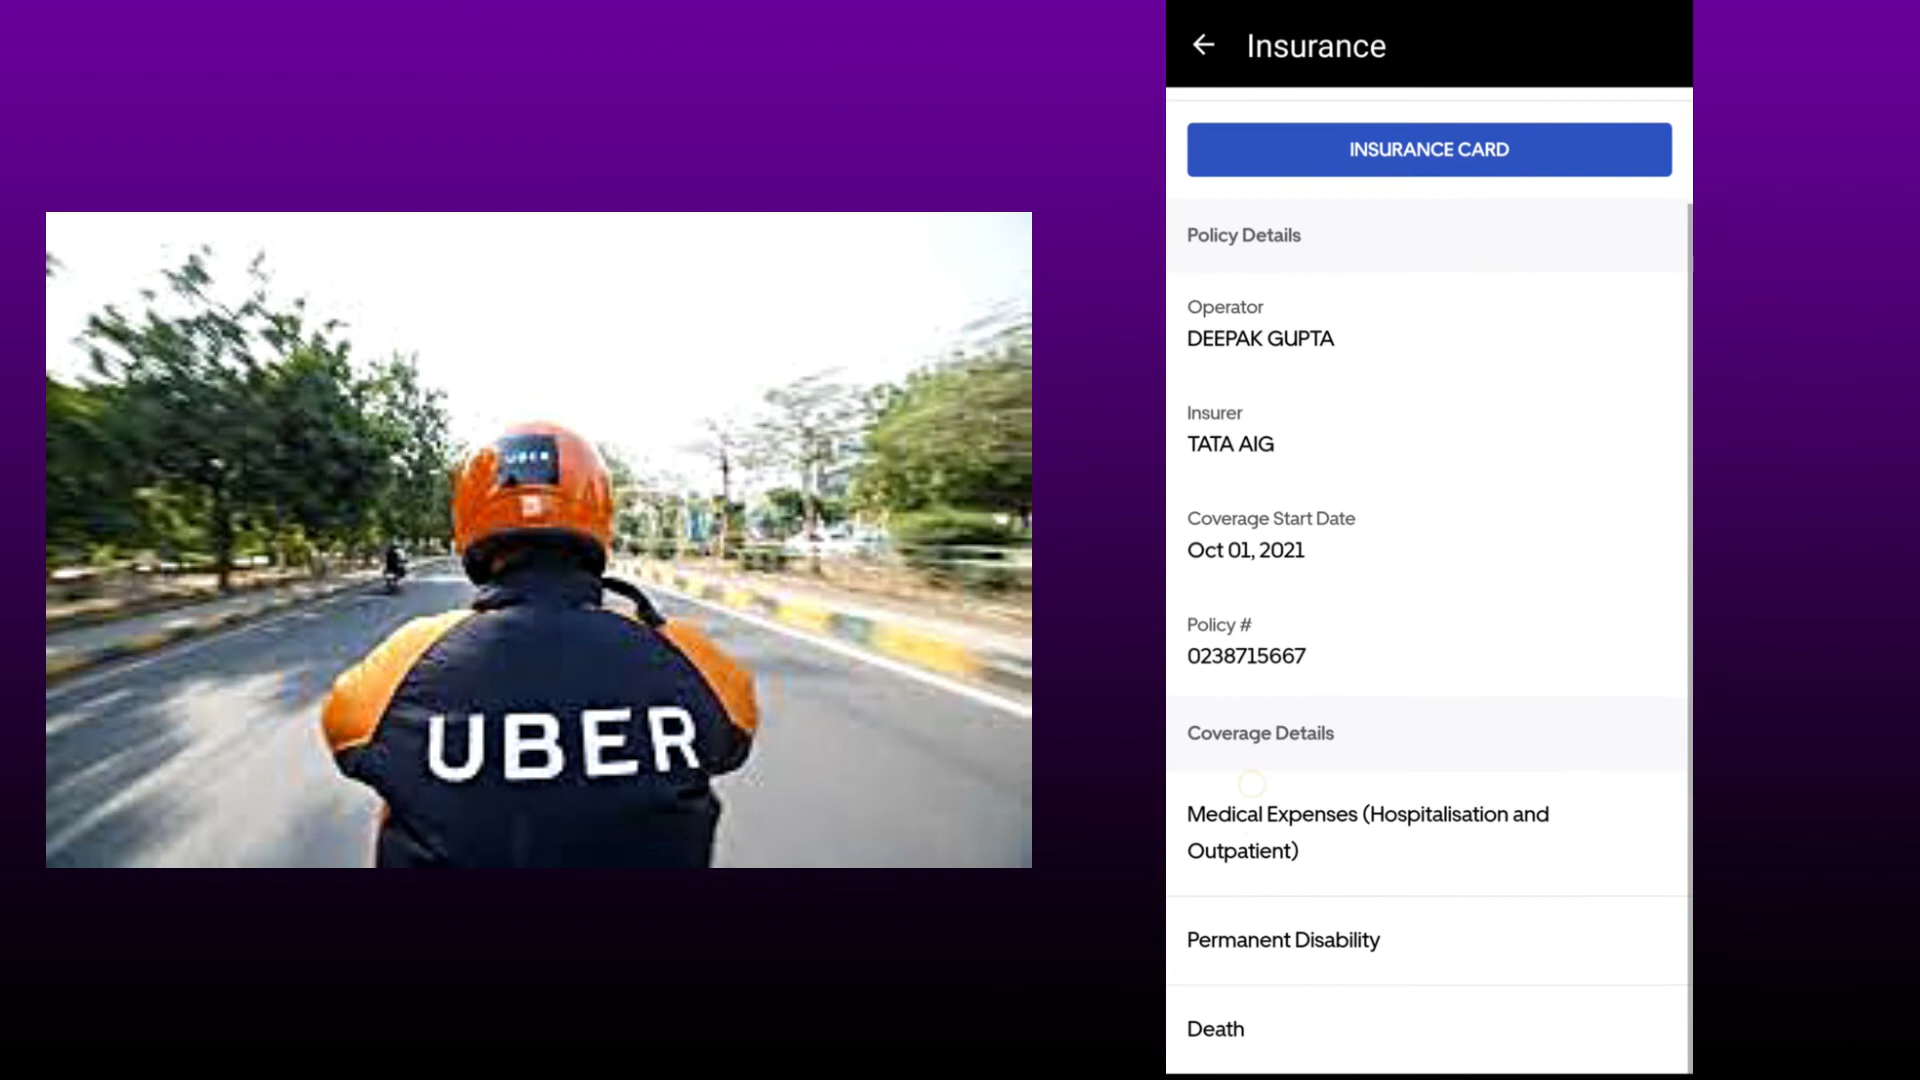 UBER
UBER
Insurance
INSURANCE CARD
Policy Details
Operator
DEEPAK GUPTA
Insurer
TATA AIG
Coverage Start Date
Oct 01, 2021
Policy #
0238715667
Coverage Details
Medical Expenses (Hospitalisation and
Outpatient)
Permanent Disability
Death